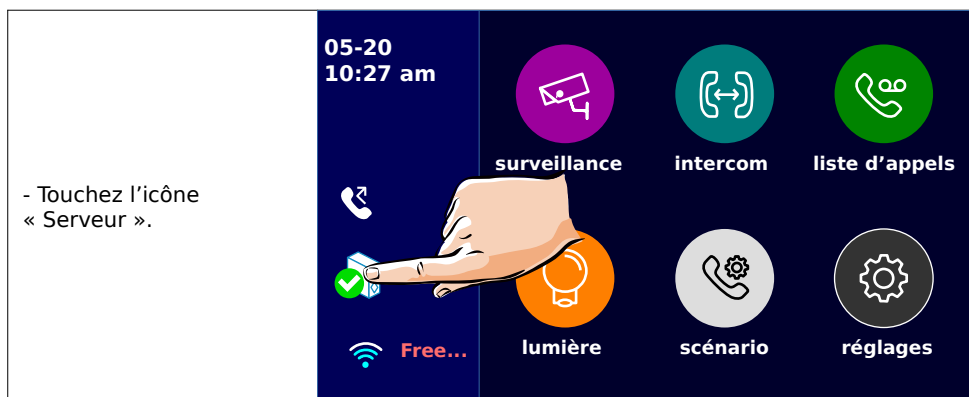 - Touchez l’icône
« Serveur ».
05-20
10:27 am
Free...
surveillance
intercom
liste d’appels
lumière
scénario
réglages